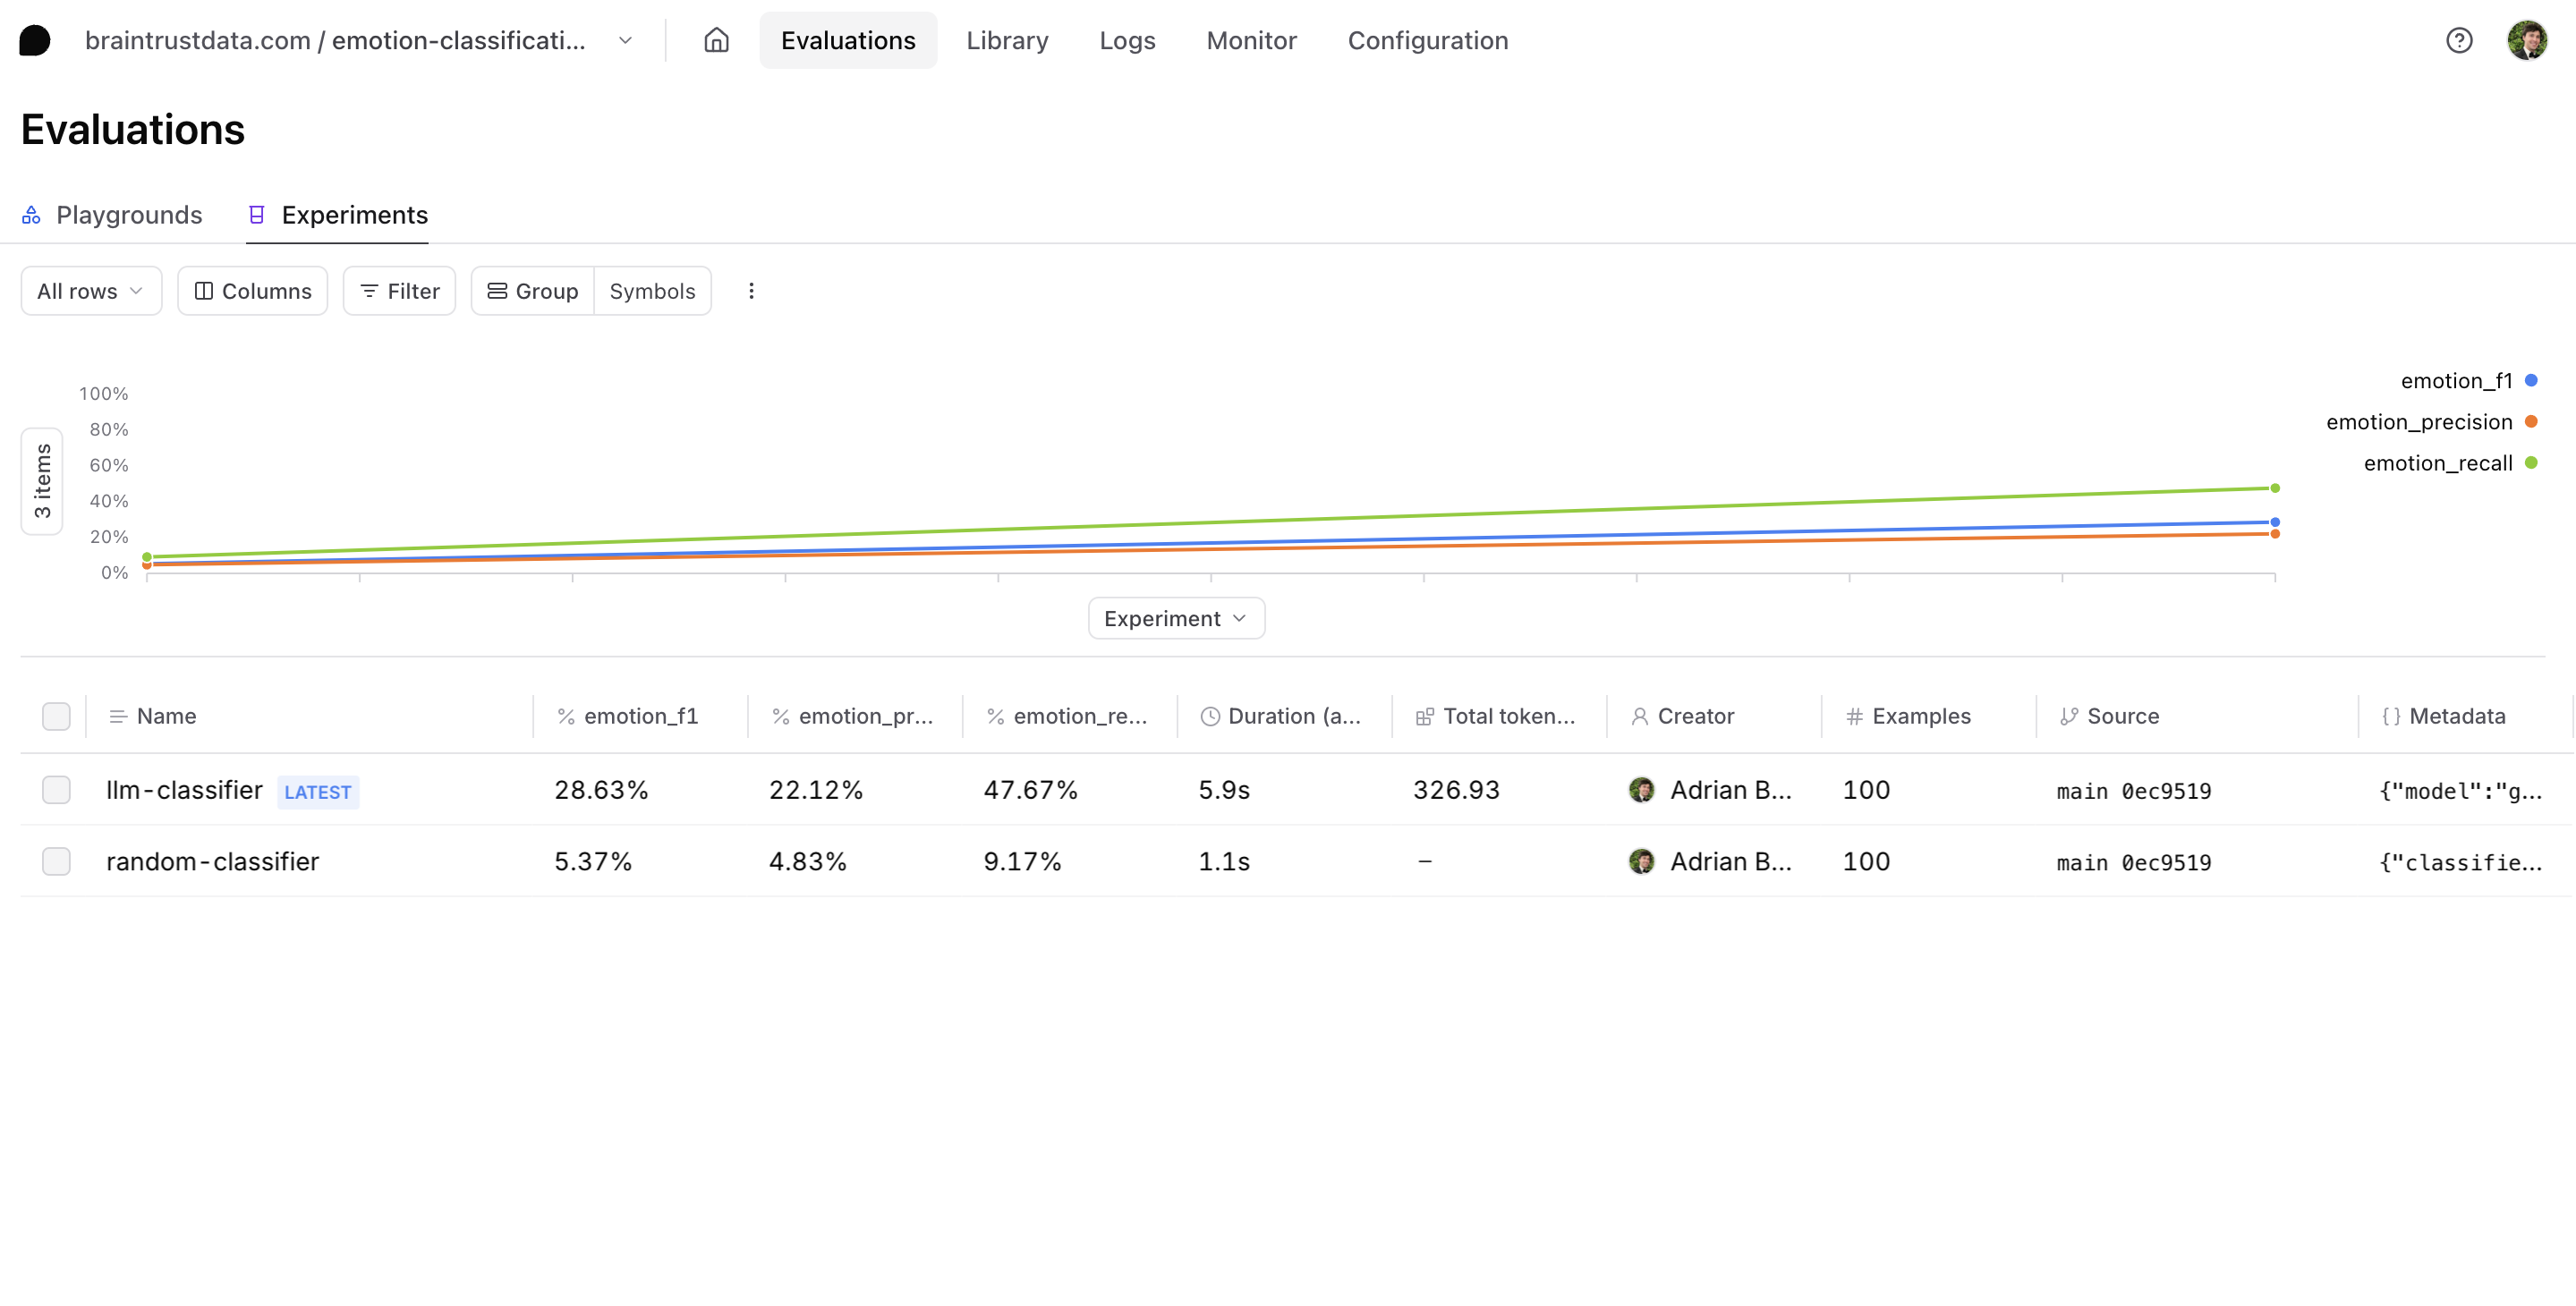 braintrustdata.com / emotion-classificati...
Evaluations
Library
Logs
Monitor
Configuration
Evaluations
Playgrounds
Experiments
All rows
Columns
Filter
Group
Symbols
3 items
100%
80%
60%
40%
20%
0%
emotion_f1
emotion_precision
emotion_recall
Experiment
Name emotion_f1 emotion_pr... emotion_re... Duration (a... Total token... Creator Examples Source Metadata
llm-classifier LATEST 28.63% 22.12% 47.67% 5.9s 326.93 Adrian B... 100 main 0ec9519 {"model":"g...
random-classifier 5.37% 4.83% 9.17% 1.1s – Adrian B... 100 main 0ec9519 {"classifie...